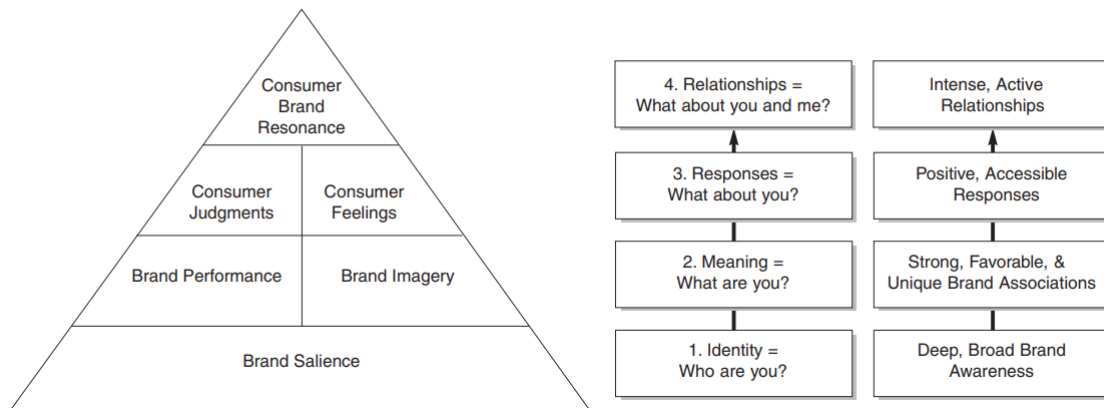 Consumer
Brand
Resonance
Consumer
Judgments
Consumer
Feelings
Brand Performance
Brand Imagery
Brand Salience
4. Relationships =
What about you and me?
3. Responses =
What about you?
2. Meaning =
What are you?
1. Identity =
Who are you?
Intense, Active
Relationships
Positive, Accessible
Responses
Strong, Favorable, &
Unique Brand Associations
Deep, Broad Brand
Awareness